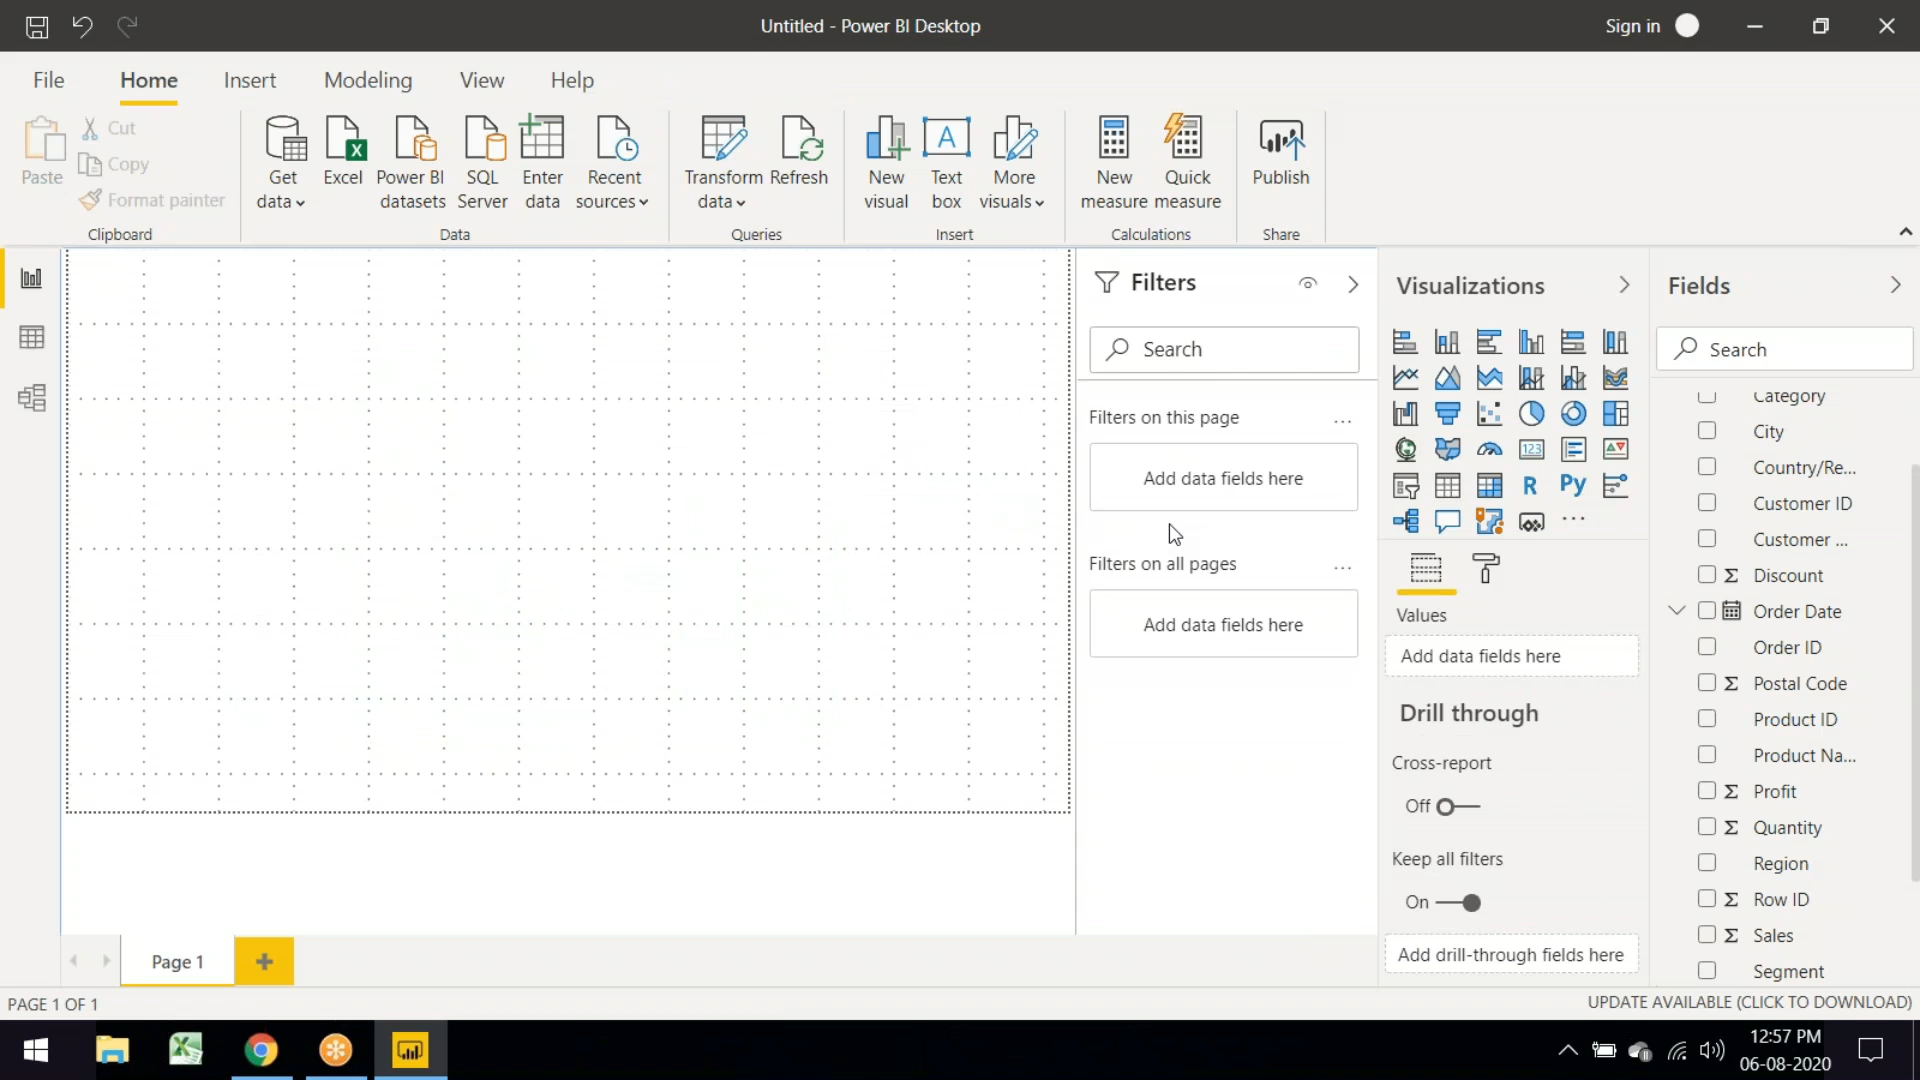 Untitled - Power BI Desktop
Sign in
File Home Insert Modeling View Help
Paste
Cut
Copy
Format painter
Clipboard
Get data
Excel
Power BI datasets
SQL Server
Enter data
Recent sources
Data
Transform data
Refresh
Queries
New visual
A
Text box
More visuals
Insert
New measure
Quick measure
Calculations
Publish
Share
Filters
Search
Filters on this page ...
Add data fields here
Filters on all pages ...
Add data fields here
Visualizations
123
R Py
...
Values
Add data fields here
Drill through
Cross-report
Off
Keep all filters
On
Add drill-through fields here
Fields
Search
Category
City
Country/Re...
Customer ID
Customer ...
Σ Discount
Order Date
Order ID
Σ Postal Code
Product ID
Product Na...
Σ Profit
Σ Quantity
Region
Σ Row ID
Σ Sales
Segment
Page 1
PAGE 1 OF 1
UPDATE AVAILABLE (CLICK TO DOWNLOAD)
12:57 PM
06-08-2020